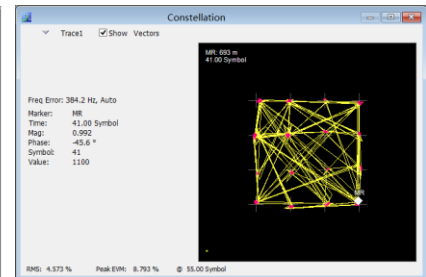 Constellation
Trace1 Show Vectors
MR: 693 m
41.00 Symbol
Freq Error: 384.2 Hz, Auto
Marker: MR
Time: 41.00 Symbol
Mag: 0.992
Phase: -45.6 °
Symbol: 41
Value: 1100
MR
RMS: 4.573 % Peak EVM: 8.793 % @ 55.00 Symbol